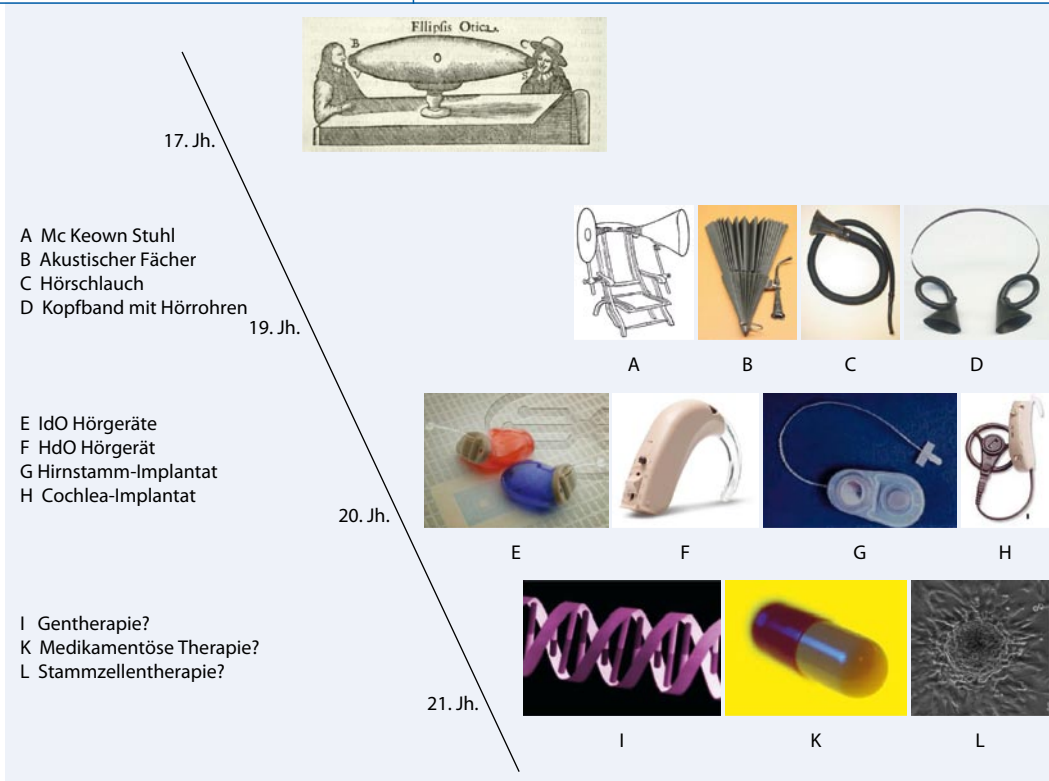 Ellipsis Otica
B
C
O
17. Jh.
A Mc Keown Stuhl
B Akustischer Fächer
C Hörschlauch
D Kopfband mit Hörrohren
19. Jh.
A
B
C
D
E IdO Hörgeräte
F HdO Hörgerät
G Hirnstamm-Implantat
H Cochlea-Implantat
20. Jh.
E
F
G
H
I Gentherapie?
K Medikamentöse Therapie?
L Stammzellentherapie?
21. Jh.
I
K
L